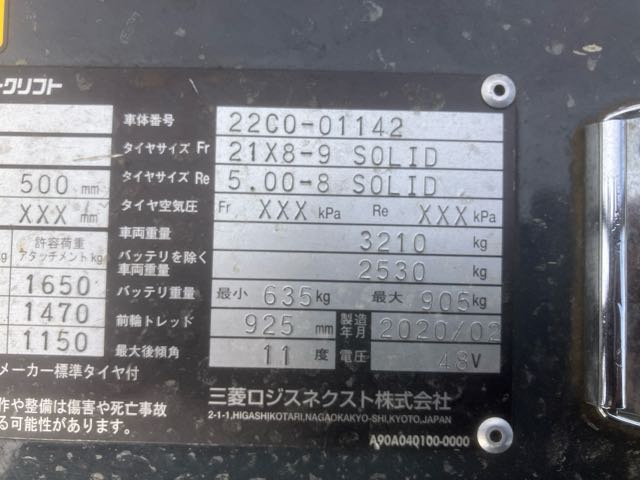 ークリフト
車体番号 22C0-01142
タイヤサイズ Fr 21X8-9 SOLID
500 mm タイヤサイズ Re 5.00-8 SOLID
XXX mm タイヤ空気圧 Fr XXX kPa Re XXX kPa
車両重量 3210 kg
kg 許容荷重 アタッチメント kg バッテリを除く 車両重量 2530 kg
1650 バッテリ重量 最小 635 kg 最大 905 kg
1470 前輪トレッド 925 mm 製造年月 2020/02
1150 最大後傾角 11 度 電圧 48V
メーカー標準タイヤ付
三菱ロジスネクスト株式会社
作や整備は傷害や死亡事故
2-1-1,HIGASHIKOTARI,NAGAOKAKYO-SHI,KYOTO,JAPAN
る可能性があります。
A90A040100-0000